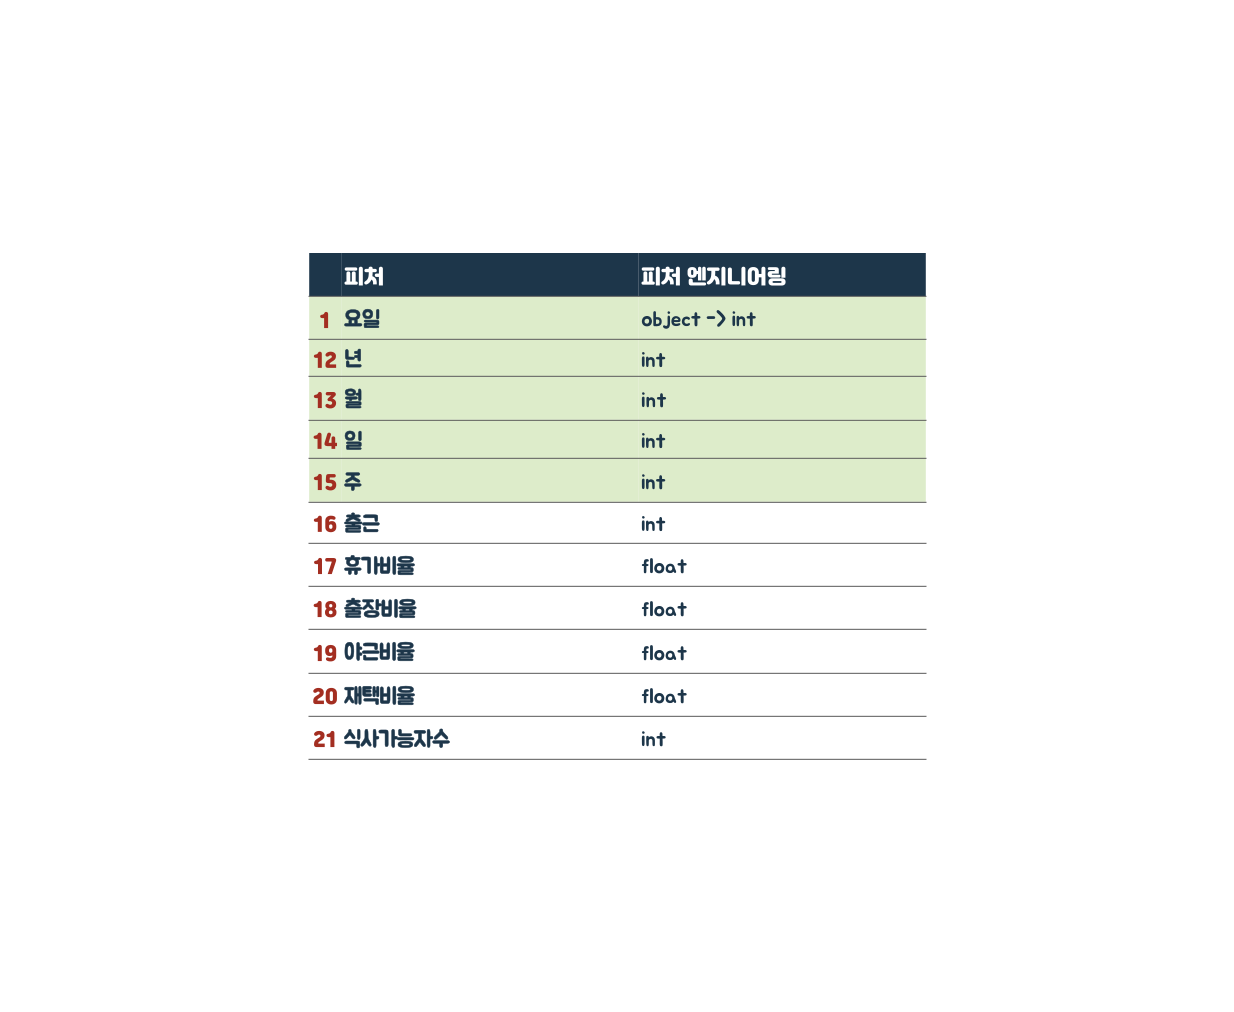 피처 피처 엔지니어링
1 요일 object -> int
12 년 int
13 월 int
14 일 int
15 주 int
16 출근 int
17 휴가비율 float
18 출장비율 float
19 야근비율 float
20 재택비율 float
21 식사가능자수 int